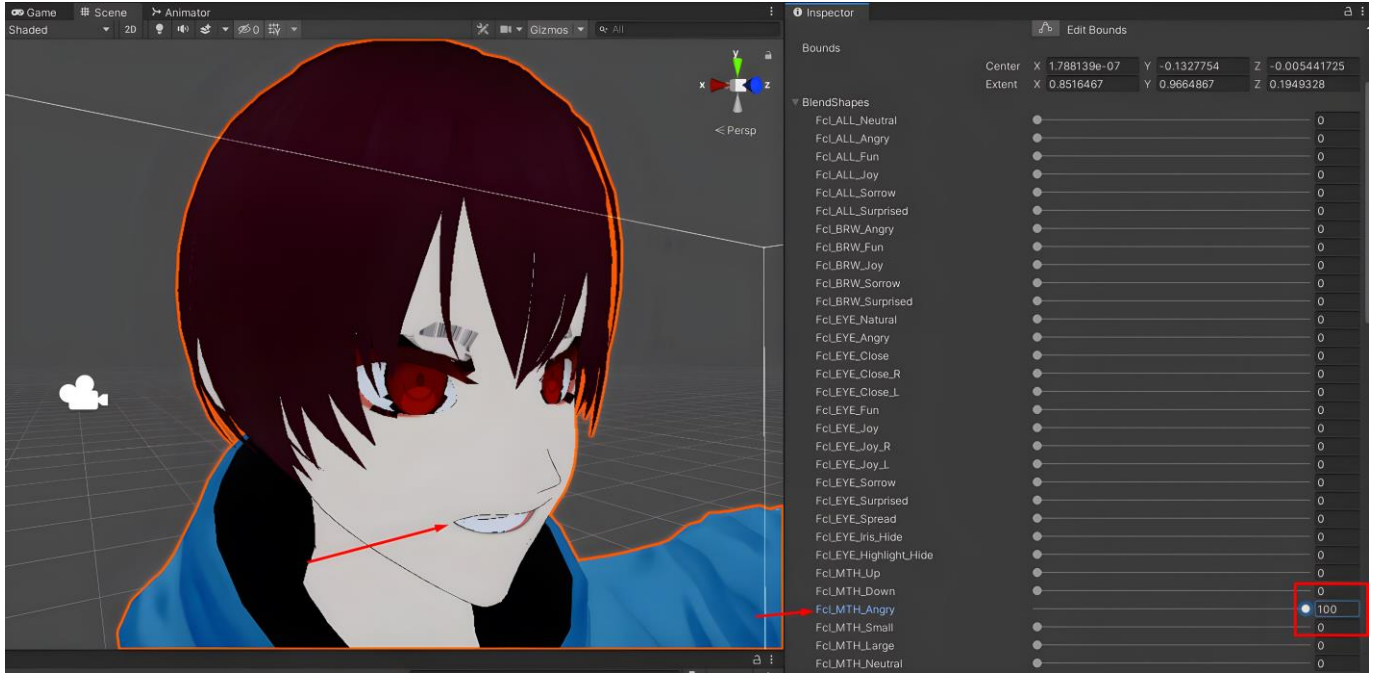 Game Scene Animator
Shaded 2D 0 Gizmos All
y
x z
Persp
Inspector
Edit Bounds
Bounds
Center X 1.788139e-07 Y -0.1327754 Z -0.005441725
Extent X 0.8516467 Y 0.9664867 Z 0.1949328
BlendShapes
Fcl_ALL_Neutral 0
Fcl_ALL_Angry 0
Fcl_ALL_Fun 0
Fcl_ALL_Joy 0
Fcl_ALL_Sorrow 0
Fcl_ALL_Surprised 0
Fcl_BRW_Angry 0
Fcl_BRW_Fun 0
Fcl_BRW_Joy 0
Fcl_BRW_Sorrow 0
Fcl_BRW_Surprised 0
Fcl_EYE_Natural 0
Fcl_EYE_Angry 0
Fcl_EYE_Close 0
Fcl_EYE_Close_R 0
Fcl_EYE_Close_L 0
Fcl_EYE_Fun 0
Fcl_EYE_Joy 0
Fcl_EYE_Joy_R 0
Fcl_EYE_Joy_L 0
Fcl_EYE_Sorrow 0
Fcl_EYE_Surprised 0
Fcl_EYE_Spread 0
Fcl_EYE_Iris_Hide 0
Fcl_EYE_Highlight_Hide 0
Fcl_MTH_Up 0
Fcl_MTH_Down 0
Fcl_MTH_Angry 100
Fcl_MTH_Small 0
Fcl_MTH_Large 0
Fcl_MTH_Neutral 0